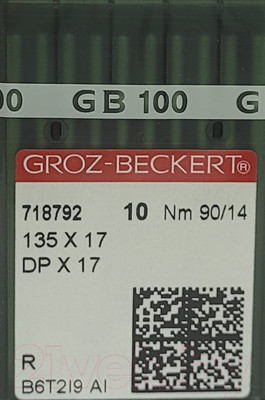 00 GB 100 G
GROZ-BECKERT®
718792 10 Nm 90/14
135 X 17
DP X 17
R
B6T2I9 AI